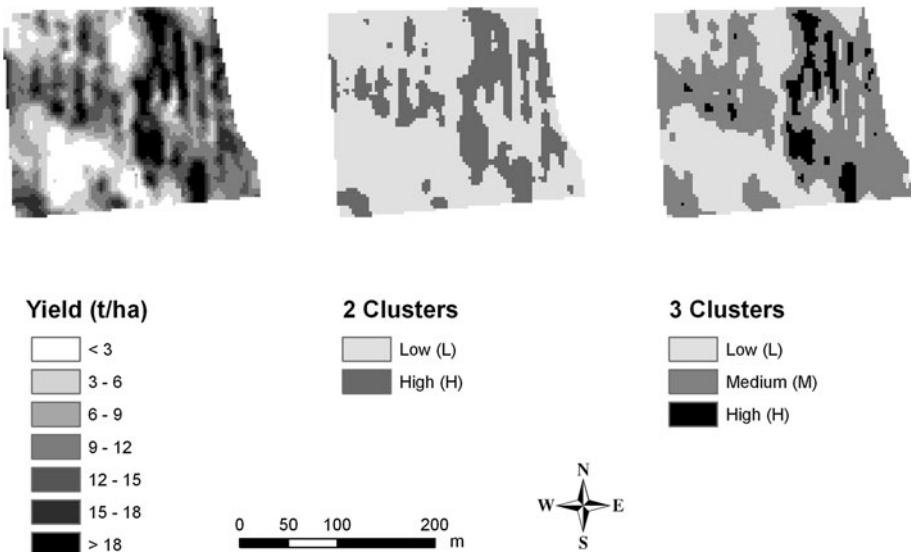 Yield (t/ha)
< 3
3 - 6
6 - 9
9 - 12
12 - 15
15 - 18
> 18
2 Clusters
Low (L)
High (H)
3 Clusters
Low (L)
Medium (M)
High (H)
0 50 100 200
m
N
W E
S